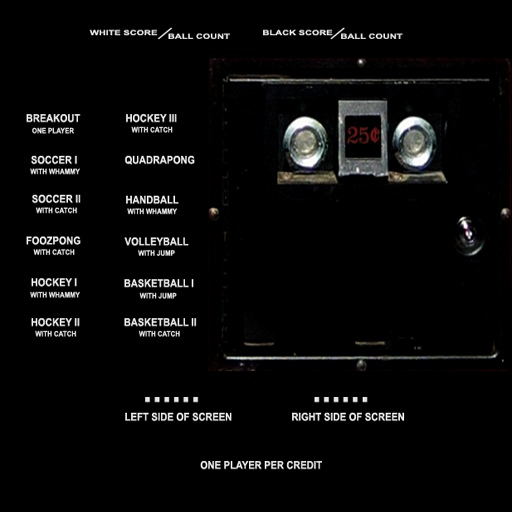 WHITE SCORE/BALL COUNT
BLACK SCORE/BALL COUNT
BREAKOUT
ONE PLAYER
SOCCER I
WITH WHAMMY
SOCCER II
WITH CATCH
FOOZPONG
WITH CATCH
HOCKEY I
WITH WHAMMY
HOCKEY II
WITH CATCH
HOCKEY III
WITH CATCH
QUADRAPONG
HANDBALL
WITH WHAMMY
VOLLEYBALL
WITH JUMP
BASKETBALL I
WITH JUMP
BASKETBALL II
WITH CATCH
25¢
LEFT SIDE OF SCREEN
RIGHT SIDE OF SCREEN
ONE PLAYER PER CREDIT